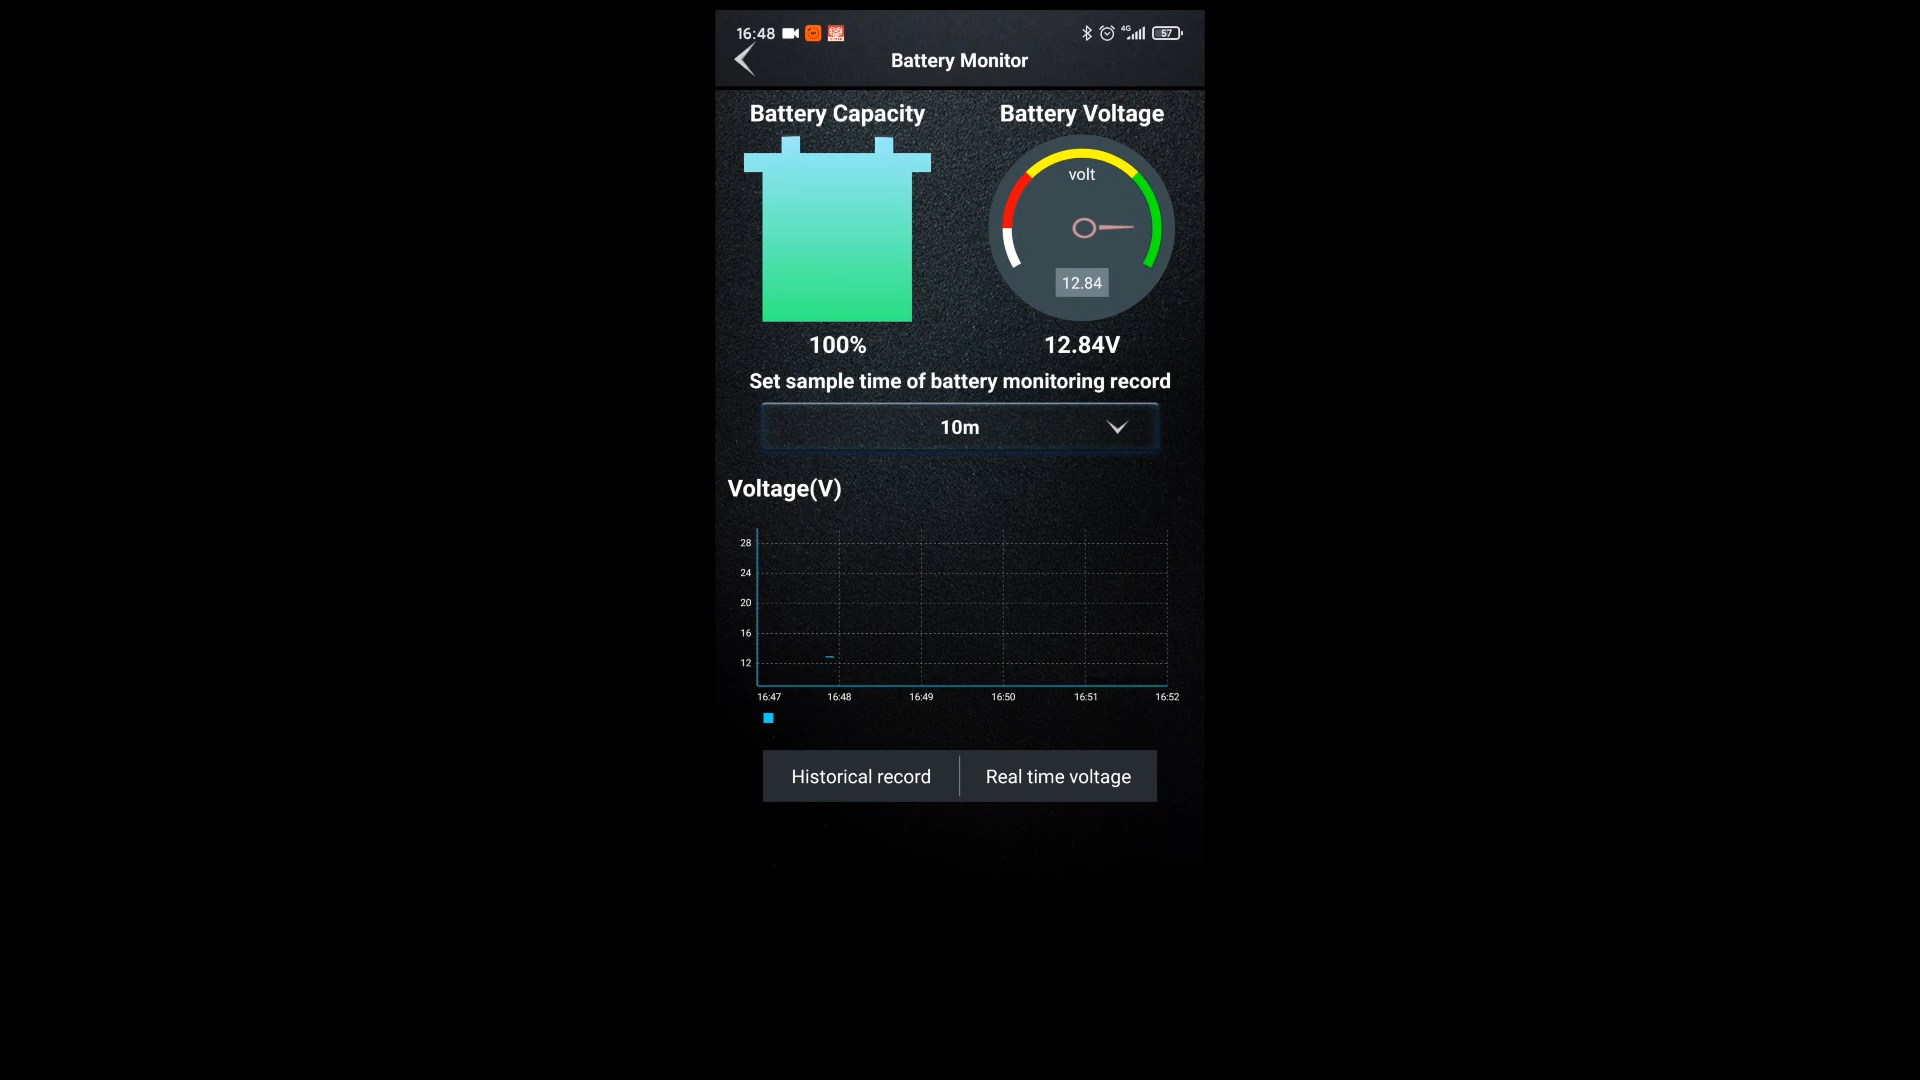 16:48 4G 57
Battery Monitor
Battery Capacity Battery Voltage
volt
12.84
100% 12.84V
Set sample time of battery monitoring record
10m
Voltage(V)
28
24
20
16
12
16:47 16:48 16:49 16:50 16:51 16:52
Historical record Real time voltage